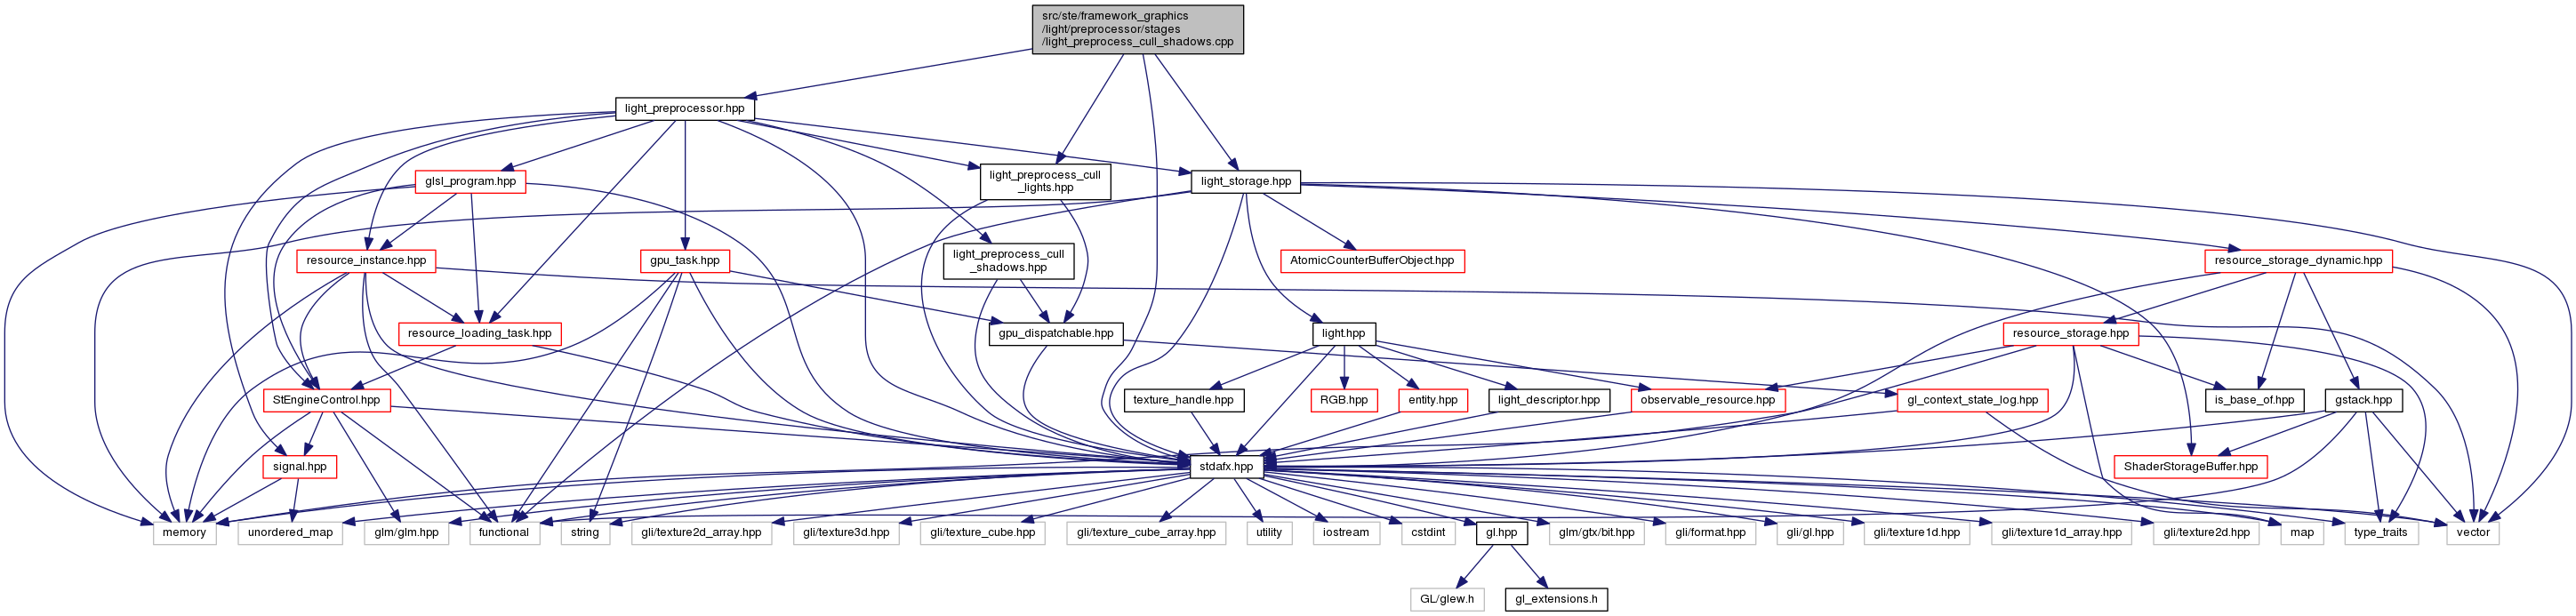 src/ste/framework_graphics
/light/preprocessor/stages
/light_preprocess_cull_shadows.cpp
light_preprocessor.hpp
glsl_program.hpp
light_preprocess_cull
_lights.hpp
light_storage.hpp
resource_instance.hpp
gpu_task.hpp
light_preprocess_cull
_shadows.hpp
AtomicCounterBufferObject.hpp
resource_storage_dynamic.hpp
resource_loading_task.hpp
gpu_dispatchable.hpp
light.hpp
resource_storage.hpp
StEngineControl.hpp
texture_handle.hpp
RGB.hpp
entity.hpp
light_descriptor.hpp
observable_resource.hpp
gl_context_state_log.hpp
is_base_of.hpp
gstack.hpp
signal.hpp
stdafx.hpp
ShaderStorageBuffer.hpp
memory
unordered_map
glm/glm.hpp
functional
string
gli/texture2d_array.hpp
gli/texture3d.hpp
gli/texture_cube.hpp
gli/texture_cube_array.hpp
utility
iostream
cstdint
gl.hpp
glm/gtx/bit.hpp
gli/format.hpp
gli/gl.hpp
gli/texture1d.hpp
gli/texture1d_array.hpp
gli/texture2d.hpp
map
type_traits
vector
GL/glew.h
gl_extensions.h